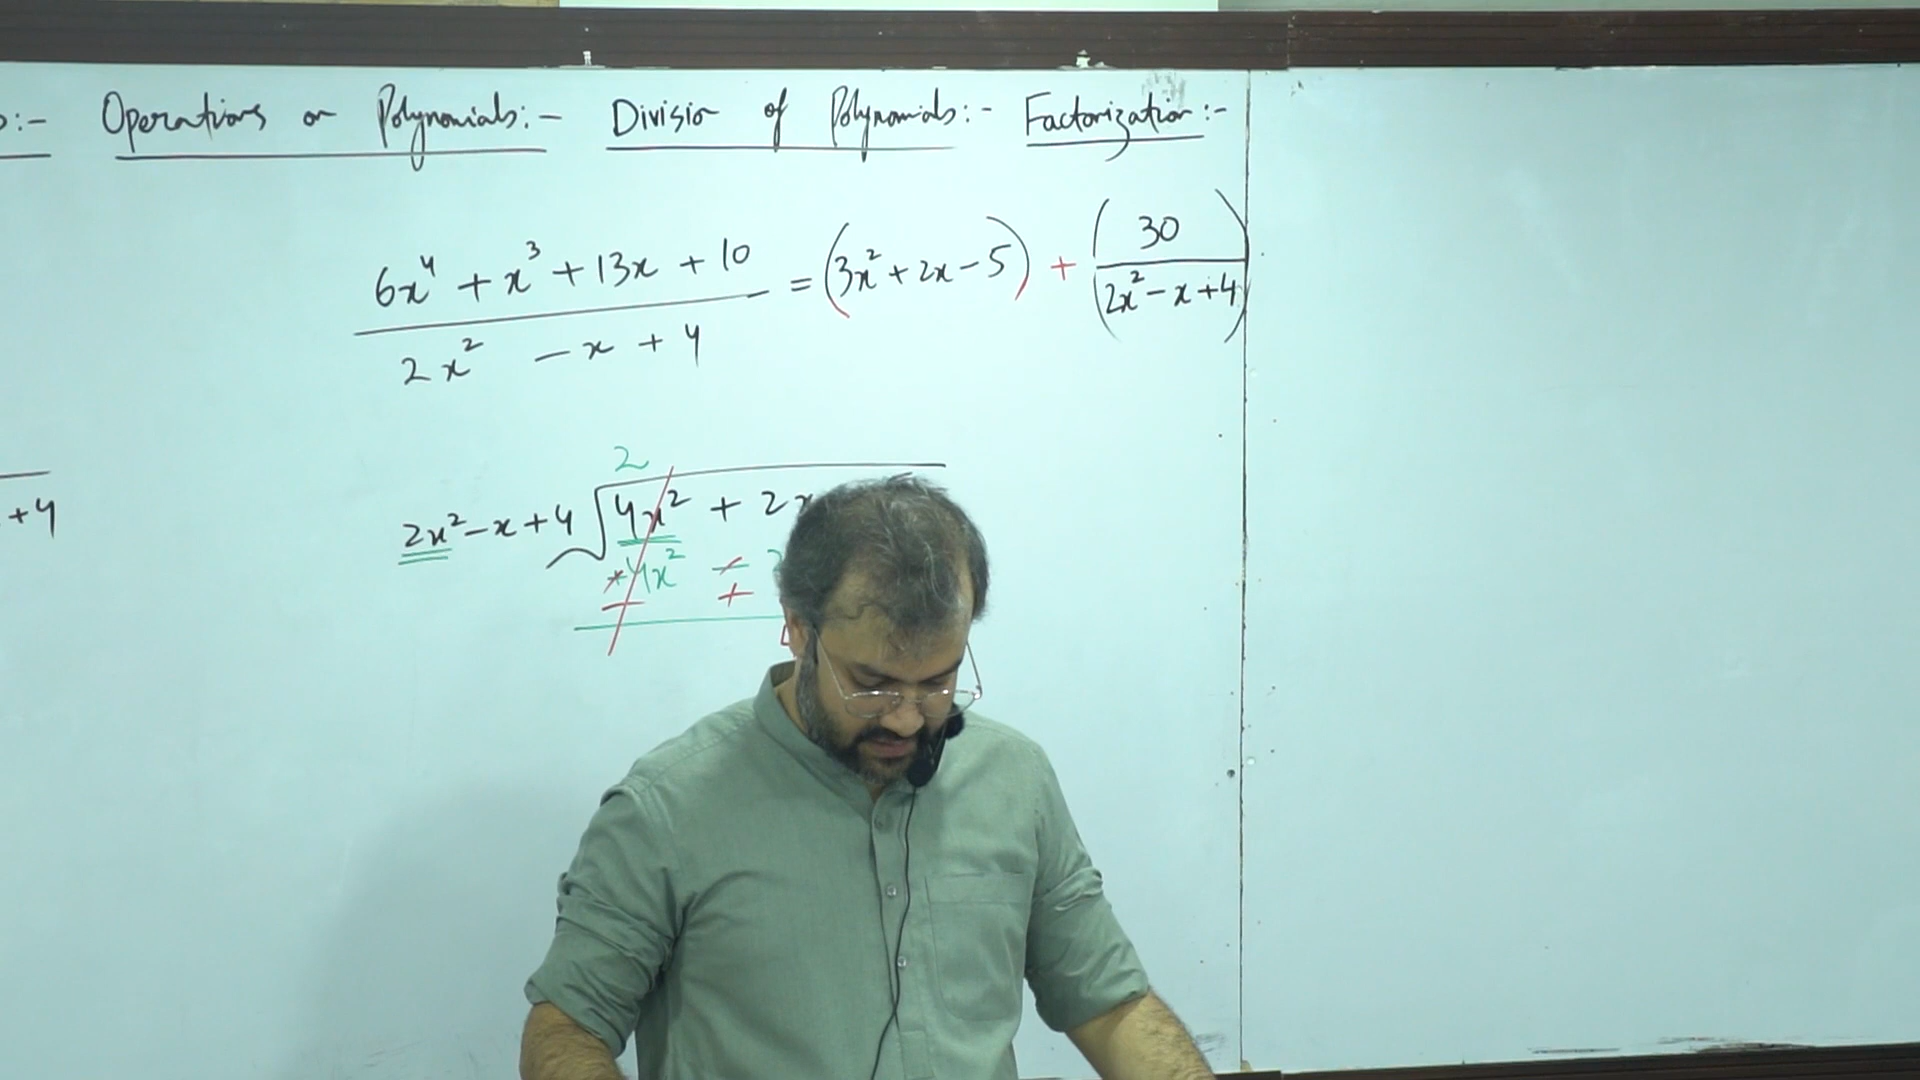 :- Operations on Polynomials:- Division of Polynomials:- Factorization:-
6x⁴ + x³ + 13x + 10 / 2x² - x + 4 = (3x² + 2x - 5) + (30 / 2x² - x + 4)
+4
2
2x² - x + 4 √ 4x² + 2x
+4x² -
- +